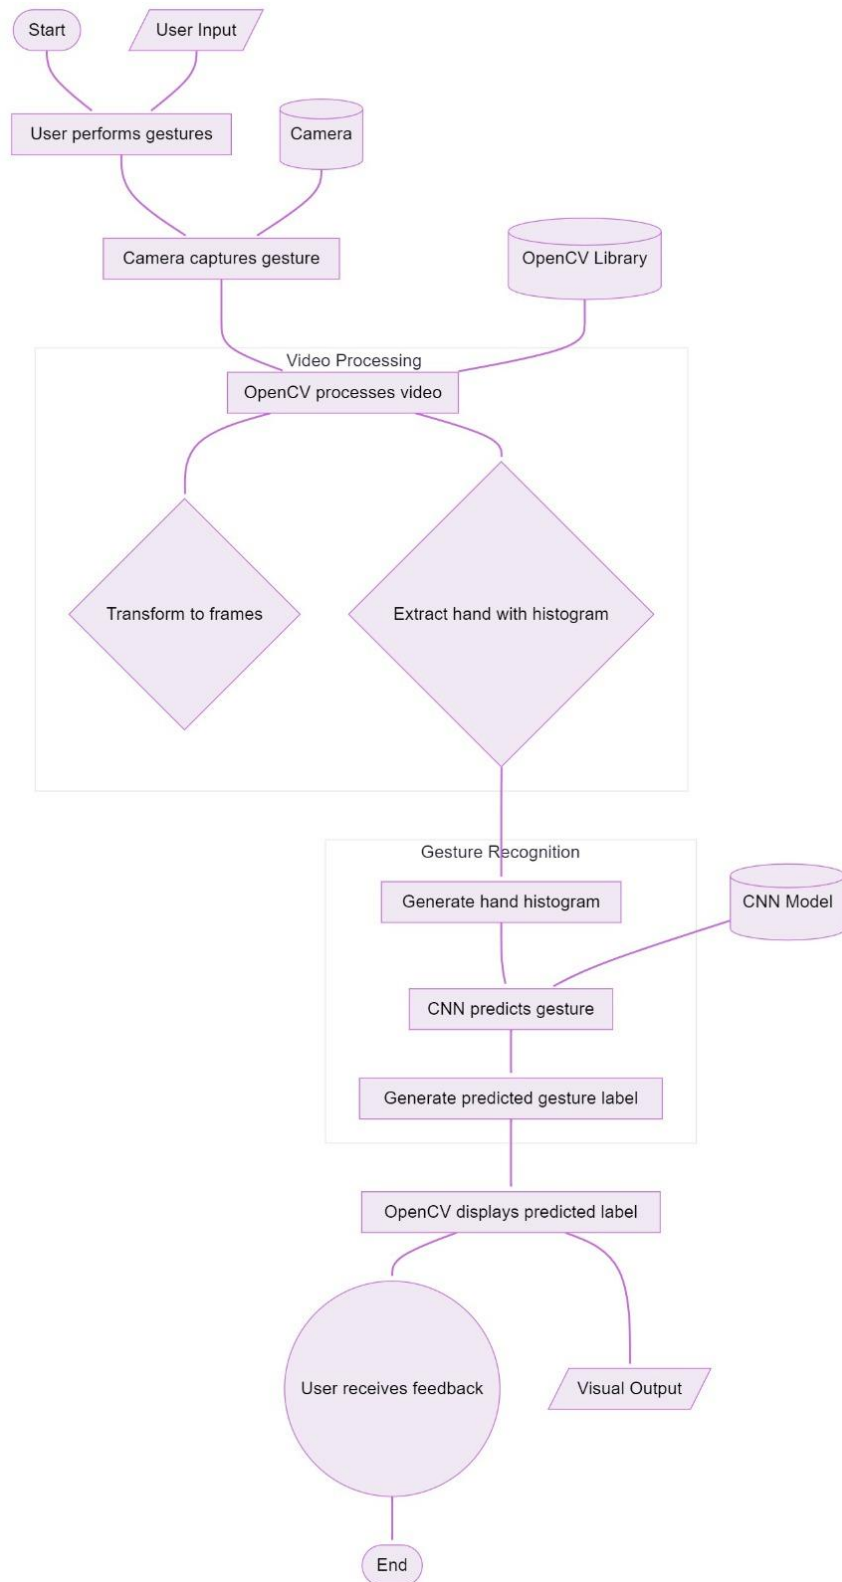 Start
User Input
User performs gestures
Camera
Camera captures gesture
OpenCV Library
Video Processing
OpenCV processes video
Transform to frames
Extract hand with histogram
Gesture Recognition
Generate hand histogram
CNN Model
CNN predicts gesture
Generate predicted gesture label
OpenCV displays predicted label
User receives feedback
Visual Output
End